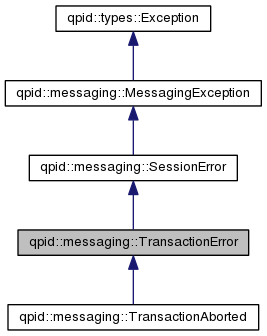 qpid::types::Exception
qpid::messaging::MessagingException
qpid::messaging::SessionError
qpid::messaging::TransactionError
qpid::messaging::TransactionAborted